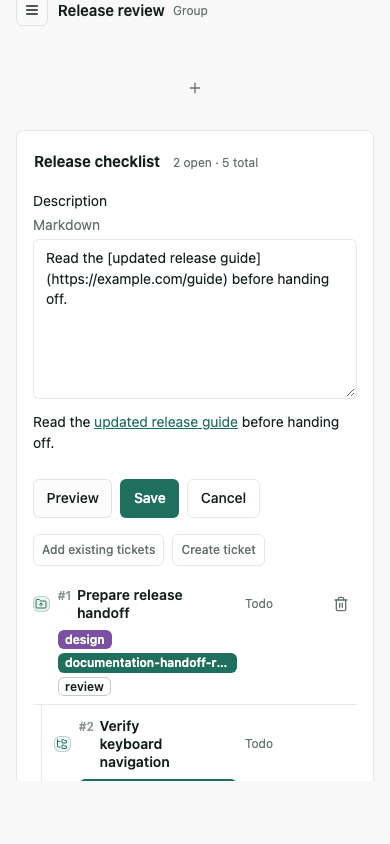 Release review Group
+
Release checklist 2 open · 5 total
Description
Markdown
Read the [updated release guide]
(https://example.com/guide) before handing
off.
Read the updated release guide before handing
off.
Preview Save Cancel
Add existing tickets Create ticket
#1 Prepare release Todo
handoff
design
documentation-handoff-r...
review
#2 Verify
keyboard Todo
navigation